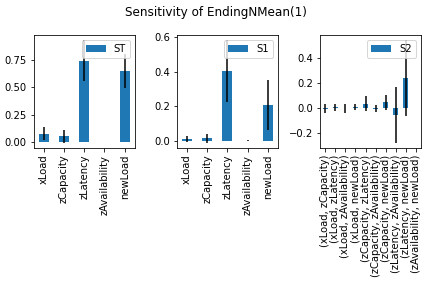 Sensitivity of EndingNMean(1)
ST
0.75
0.50
0.25
0.00
xLoad
zCapacity
zLatency
zAvailability
newLoad
S1
0.6
0.4
0.2
0.0
xLoad
zCapacity
zLatency
zAvailability
newLoad
S2
0.4
0.2
0.0
−0.2
(xLoad, zCapacity)
(xLoad, zLatency)
(xLoad, zAvailability)
(xLoad, newLoad)
(zCapacity, zLatency)
(zCapacity, zAvailability)
(zCapacity, newLoad)
(zLatency, zAvailability)
(zLatency, newLoad)
(zAvailability, newLoad)